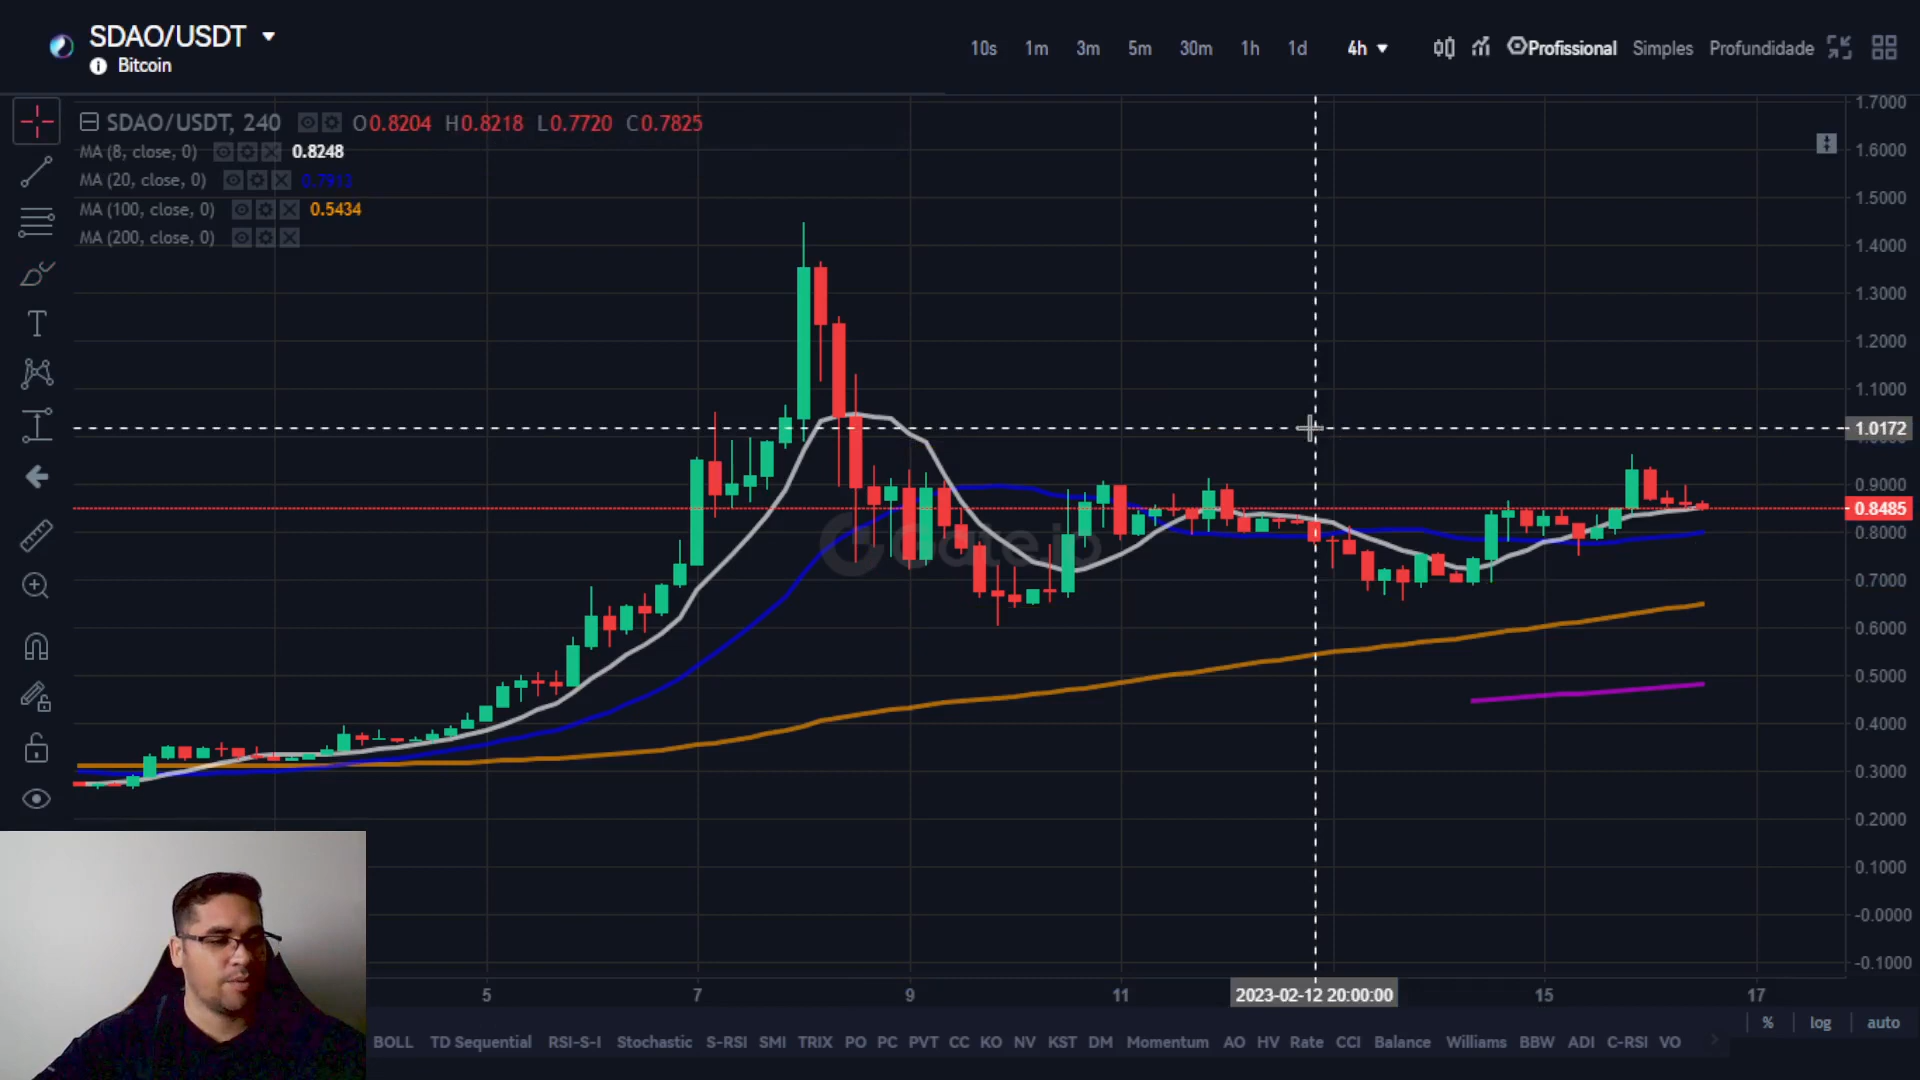 SDAO/USDT
Bitcoin
10s 1m 3m 5m 30m 1h 1d 4h Profissional Simples Profundidade
SDAO/USDT, 240 O0.8204 H0.8218 L0.7720 C0.7825
MA (8, close, 0) 0.8248
MA (20, close, 0) 0.7912
MA (100, close, 0) 0.5434
MA (200, close, 0)
1.7000
1.6000
1.5000
1.4000
1.3000
1.2000
1.1000
1.0172
0.9000
0.8485
0.8000
0.7000
0.6000
0.5000
0.4000
0.3000
0.2000
0.1000
-0.0000
-0.1000
5 7 9 11 2023-02-12 20:00:00 15 17
% log auto
BOLL TD Sequential RSI-S-I Stochastic S-RSI SMI TRIX PO PC PVT CC KO NV KST DM Momentum AO HV Rate CCI Balance Williams BBW ADI C-RSI VO